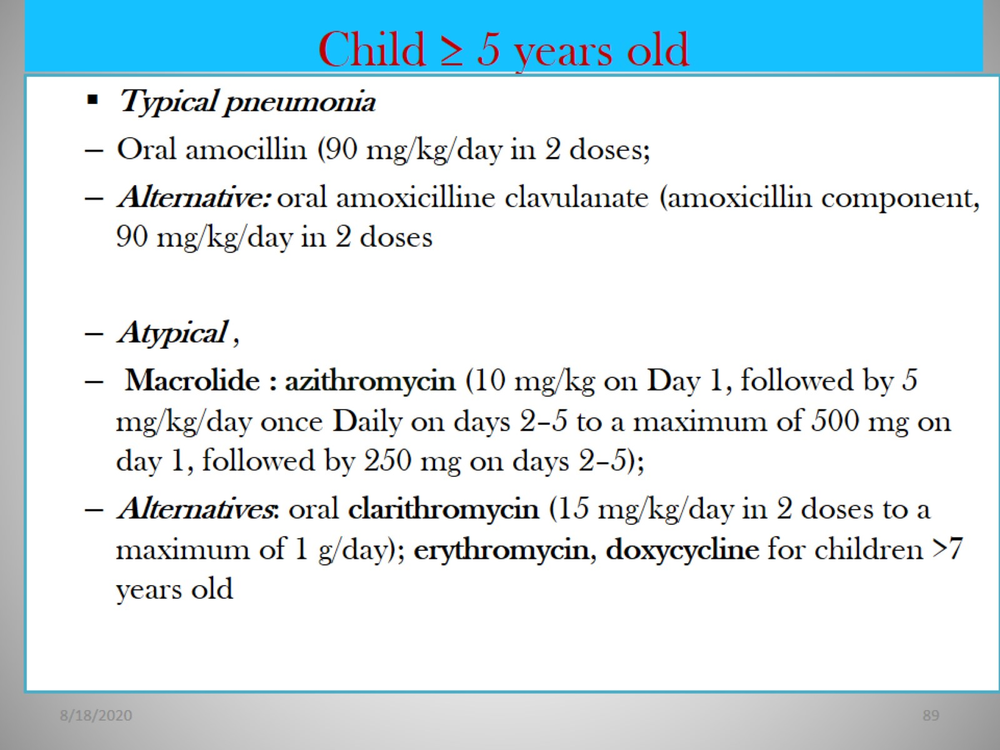 Child ≥ 5 years old
▪ Typical pneumonia
– Oral amocillin (90 mg/kg/day in 2 doses;
– Alternative: oral amoxicilline clavulanate (amoxicillin component,
90 mg/kg/day in 2 doses
– Atypical ,
– Macrolide : azithromycin (10 mg/kg on Day 1, followed by 5
mg/kg/day once Daily on days 2–5 to a maximum of 500 mg on
day 1, followed by 250 mg on days 2–5);
– Alternatives: oral clarithromycin (15 mg/kg/day in 2 doses to a
maximum of 1 g/day); erythromycin, doxycycline for children >7
years old
8/18/2020
89